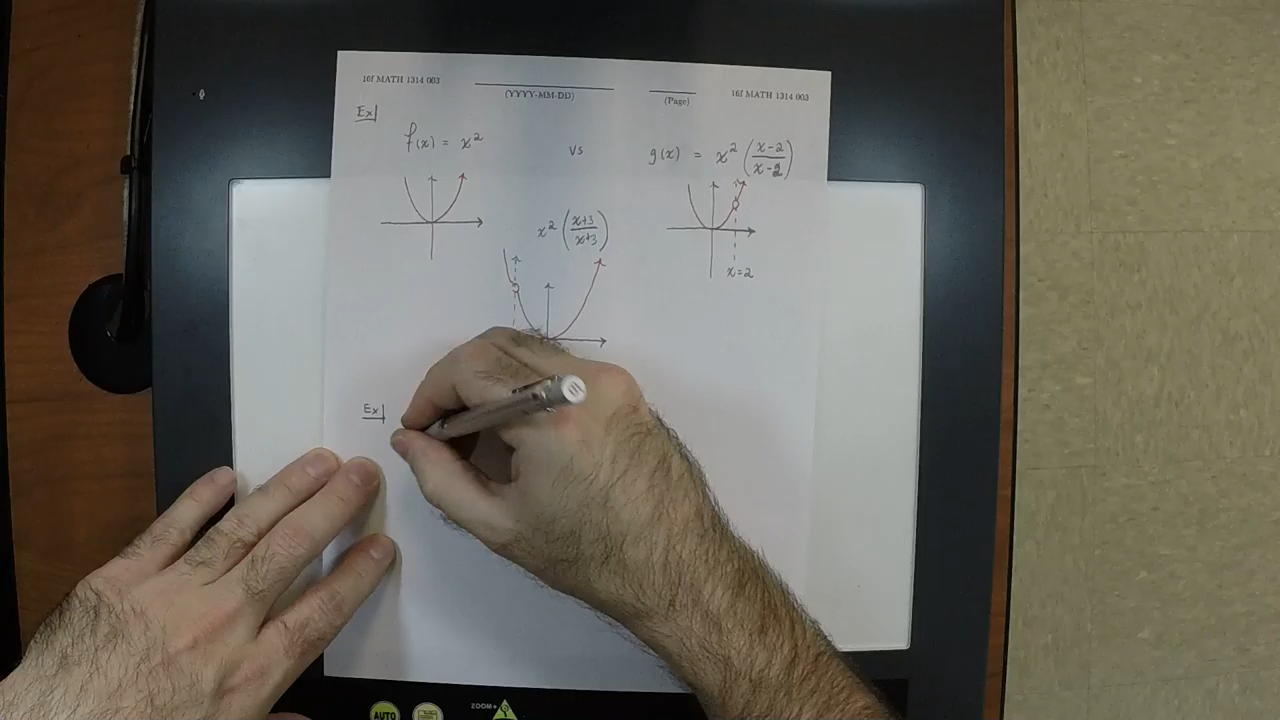 16f MATH 1314 003
(YYYY-MM-DD)
(Page)
16f MATH 1314 003
Ex
f(x) = x²
vs
g(x) = x² ((x-2)/(x-2))
x² ((x+3)/(x+3))
x=2
Ex
AUTO
ZOOM+